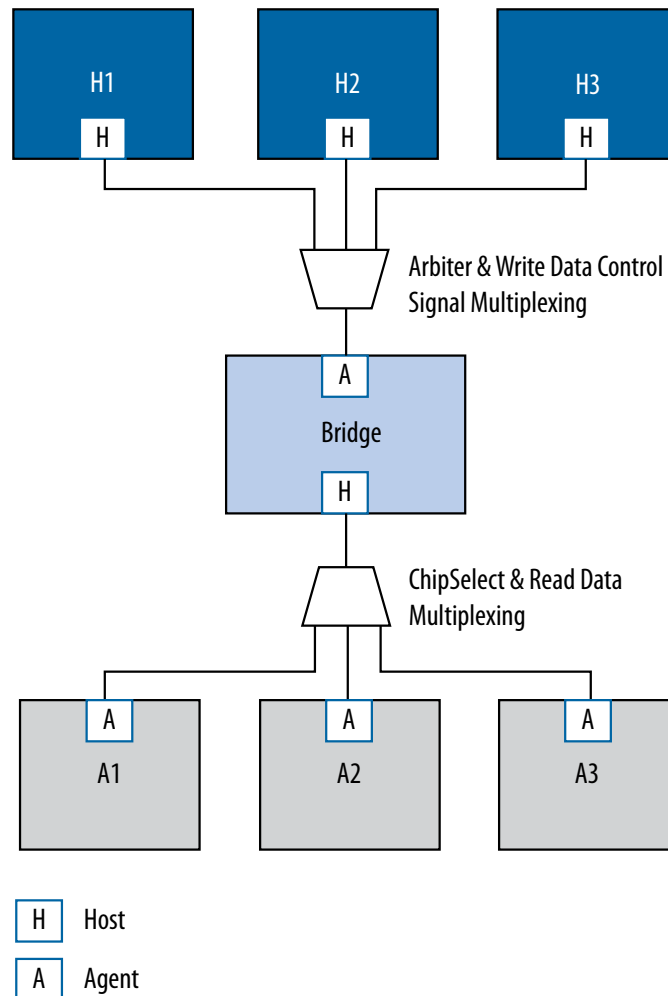 H1
H2
H3
H
H
H
Arbiter & Write Data Control
Signal Multiplexing
A
Bridge
H
ChipSelect & Read Data
Multiplexing
A
A
A
A1
A2
A3
H Host
A Agent